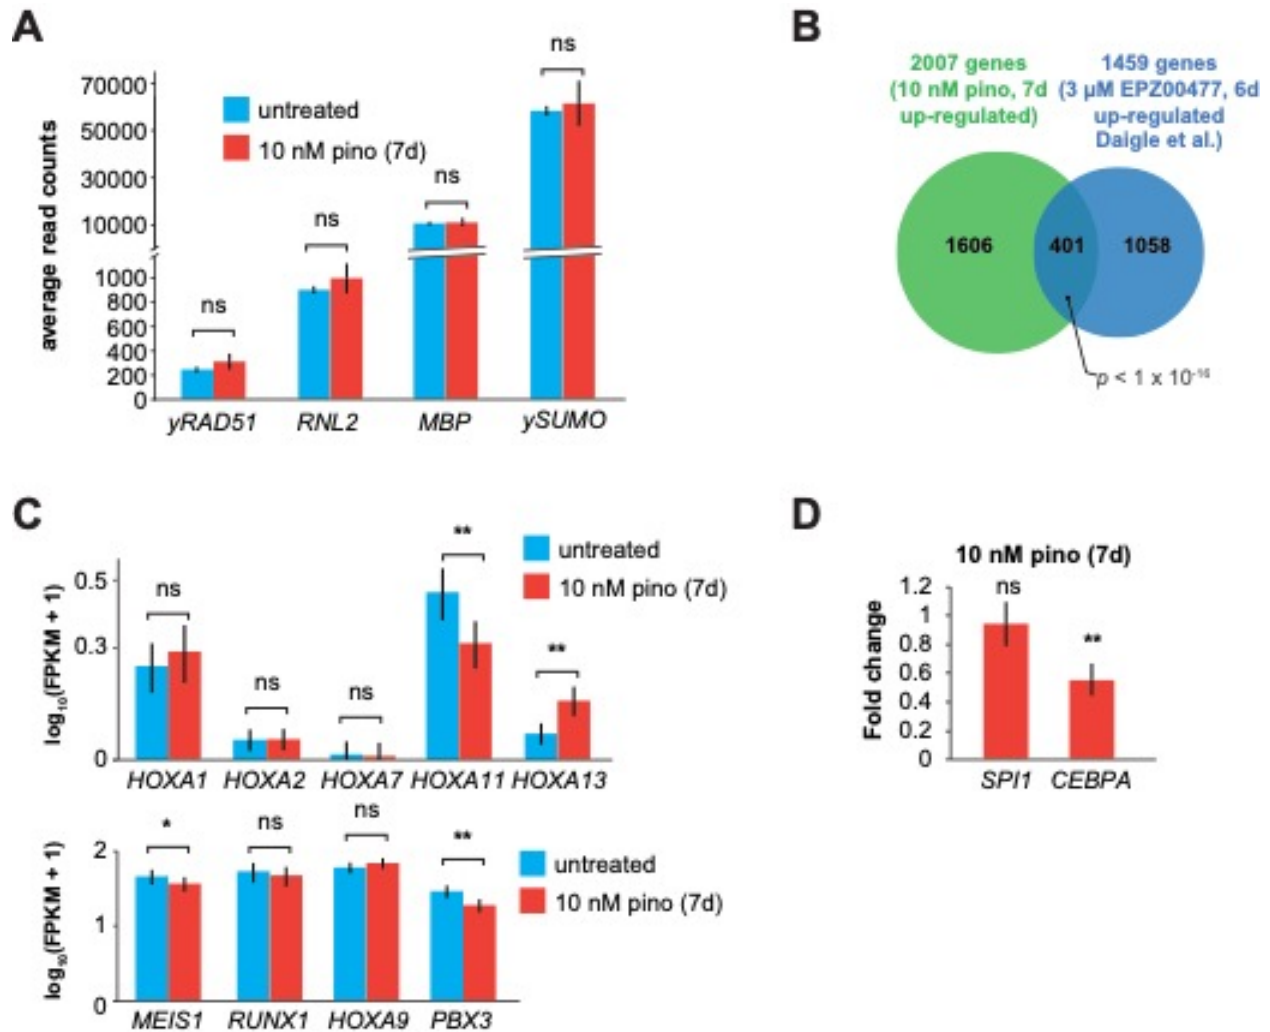 A
ns
70000
50000
30000
10000
1000
800
600
400
200
0
average read counts
untreated
10 nM pino (7d)
ns
ns
ns
yRAD51
RNL2
MBP
ySUMO
B
2007 genes
(10 nM pino, 7d
up-regulated)
1459 genes
(3 µM EPZ00477, 6d
up-regulated
Daigle et al.)
1606
401
1058
p < 1 x 10-16
C
log10(FPKM + 1)
0.5
0.3
0
ns
ns
ns
**
**
untreated
10 nM pino (7d)
HOXA1
HOXA2
HOXA7
HOXA11
HOXA13
log10(FPKM + 1)
2
1
0
*
ns
ns
**
untreated
10 nM pino (7d)
MEIS1
RUNX1
HOXA9
PBX3
D
10 nM pino (7d)
Fold change
1.2
1
0.8
0.6
0.4
0.2
0
ns
**
SPI1
CEBPA